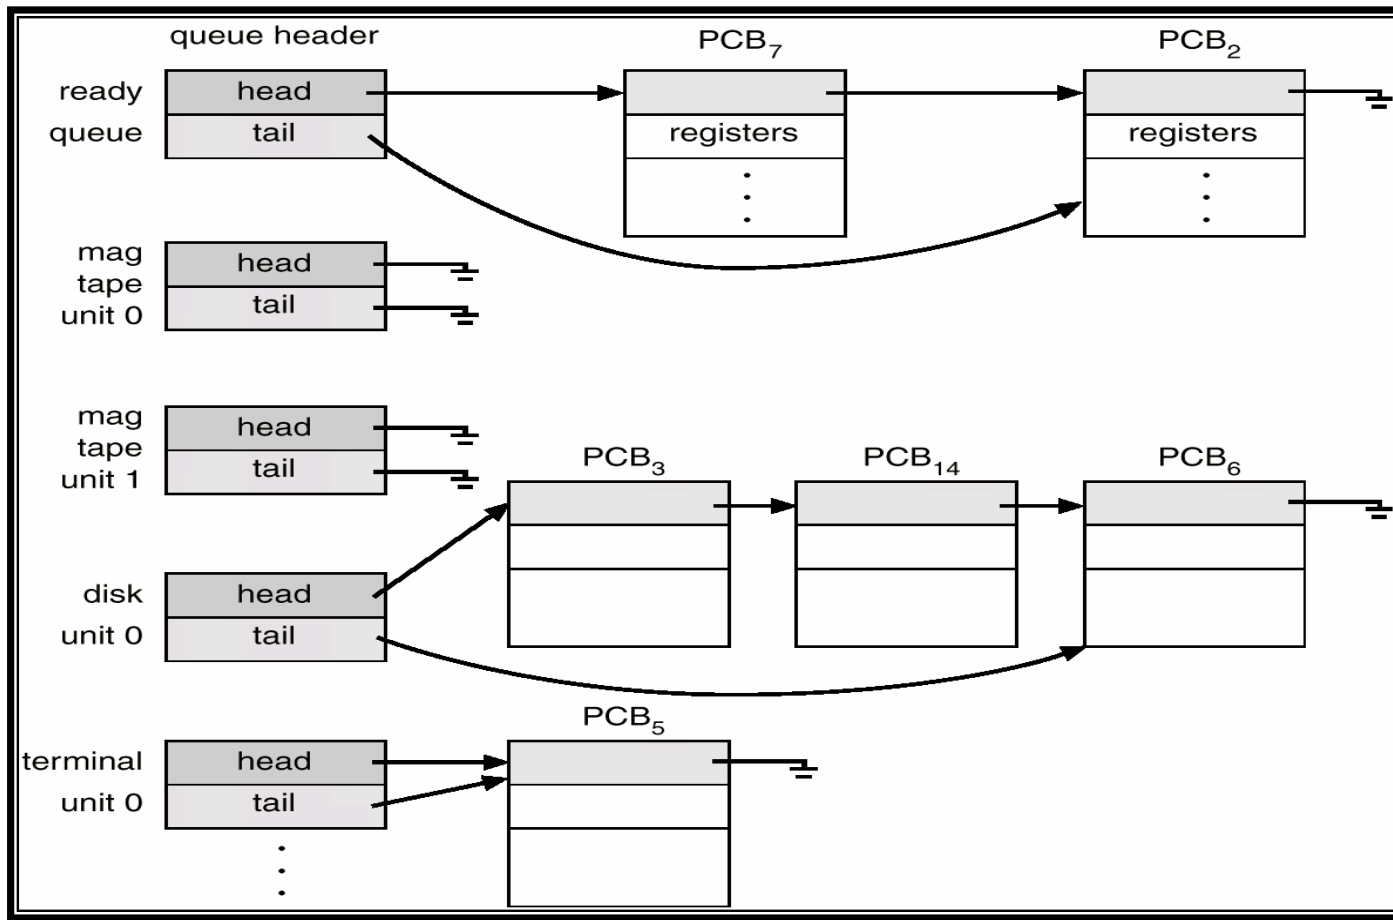 queue header
PCB7
PCB2
ready
queue
head
tail
registers
registers
mag
tape
unit 0
head
tail
mag
tape
unit 1
head
tail
PCB3
PCB14
PCB6
disk
unit 0
head
tail
PCB5
terminal
unit 0
head
tail